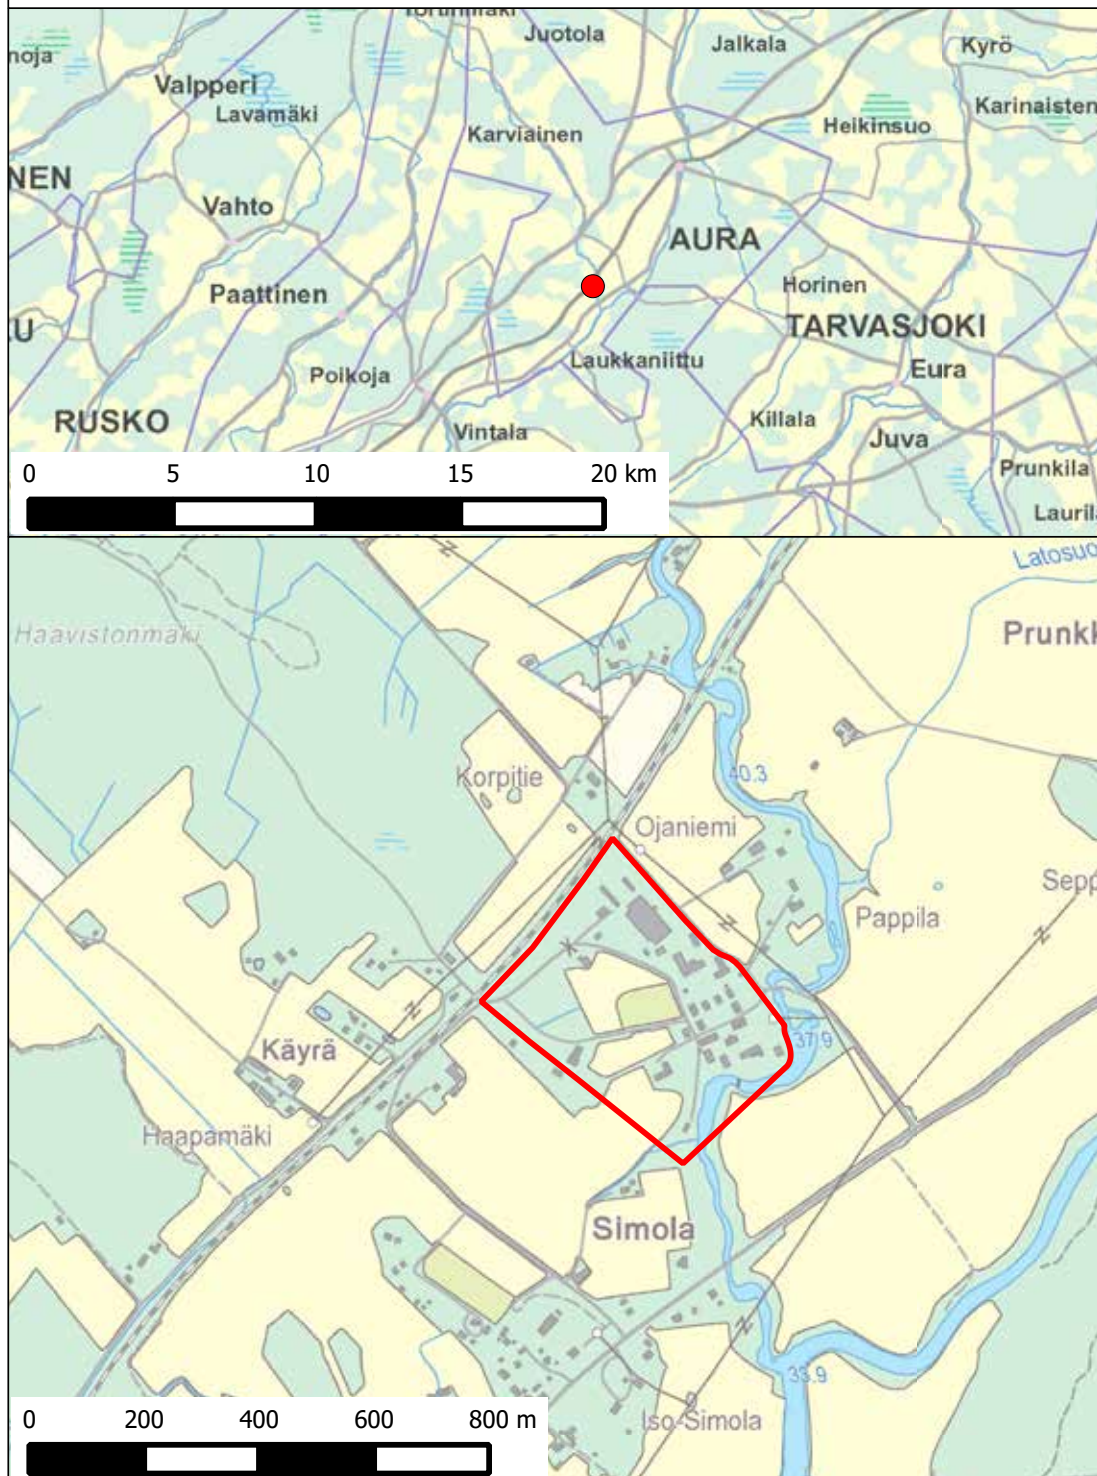 Juotola
Jalkala
Kyrö
noja
Valpperi
Lavamäki
Karinaisten
Karviainen
Heikinsuo
NEN
Vahto
AURA
Paattinen
Horinen
TARVASJOKI
Laukkaniittu
Poikoja
Eura
RUSKO
Vintala
Killala
Juva
Prunkila
0 5 10 15 20 km
Laurila
Latosuo
Haavistonmäki
Prunkk
Korpitie
40.3
Ojaniemi
Sepp
Pappila
Käyrä
37.9
Haapamäki
Simola
33.9
Iso-Simola
0 200 400 600 800 m